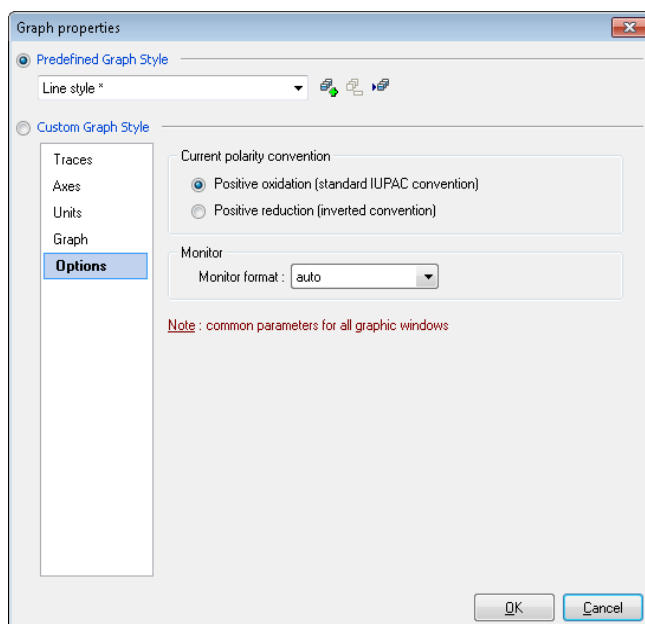 Graph properties
Predefined Graph Style
Line style *
Custom Graph Style
Traces
Axes
Units
Graph
Options
Current polarity convention
Positive oxidation (standard IUPAC convention)
Positive reduction (inverted convention)
Monitor
Monitor format : auto
Note : common parameters for all graphic windows
OK
Cancel